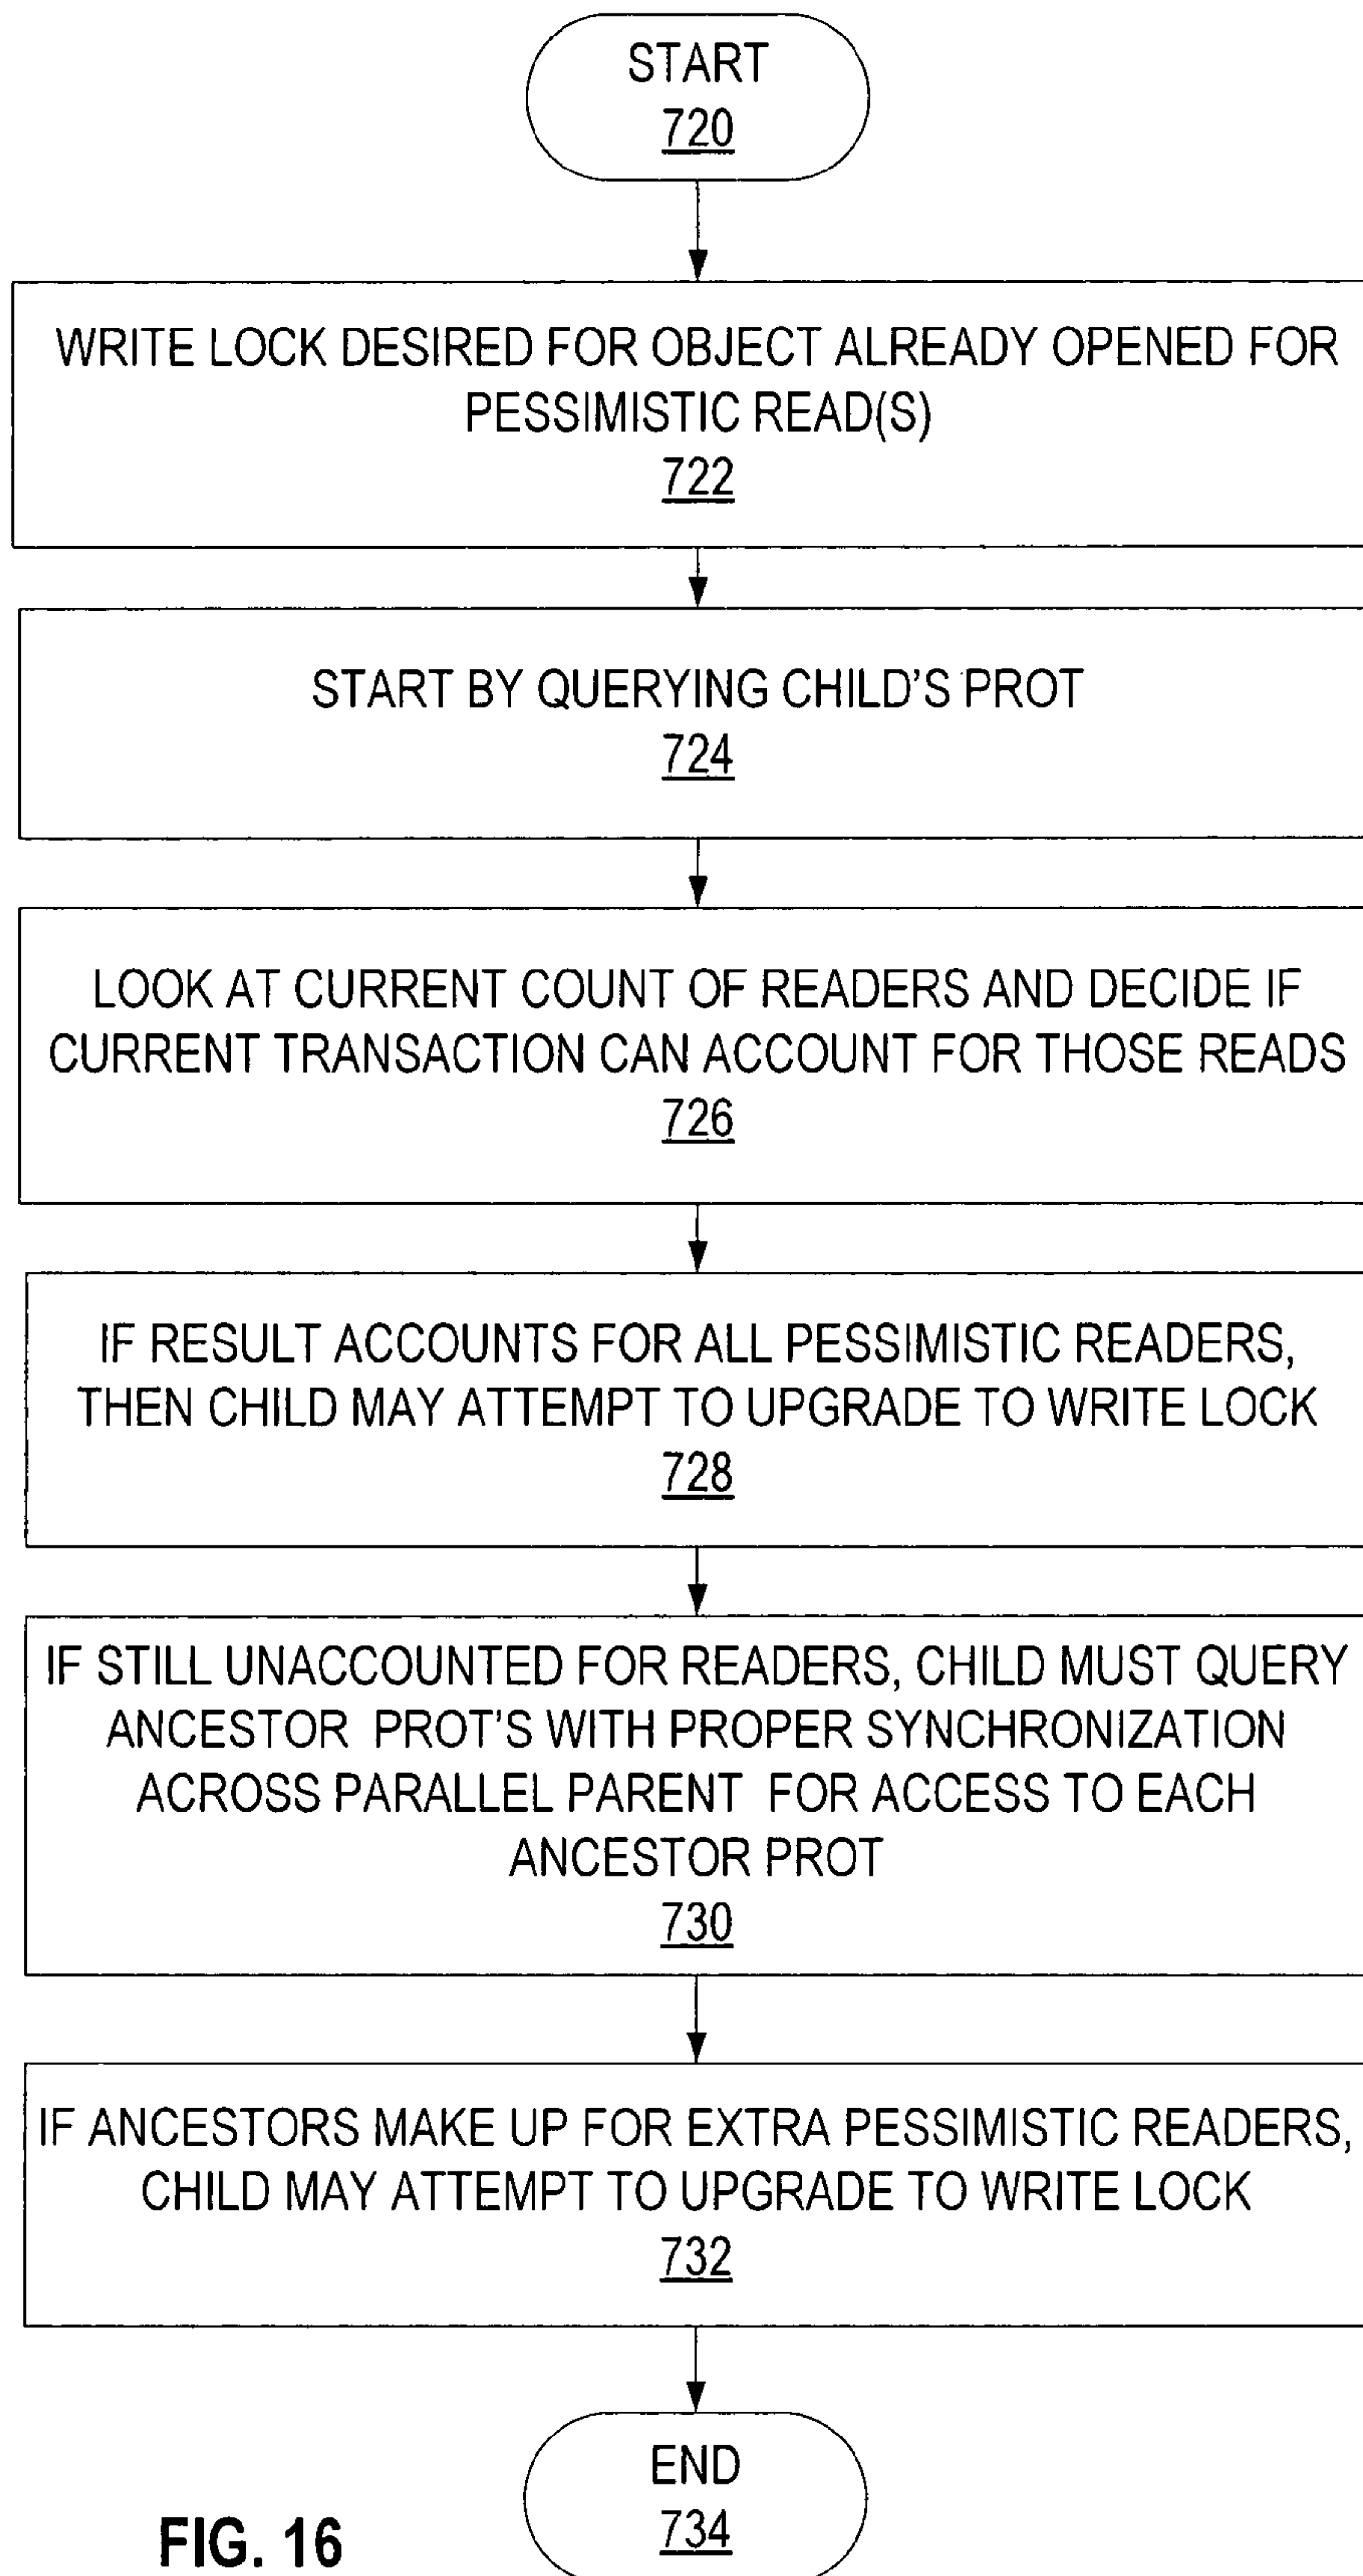 START
720
WRITE LOCK DESIRED FOR OBJECT ALREADY OPENED FOR
PESSIMISTIC READ(S)
722
START BY QUERYING CHILD'S PROT
724
LOOK AT CURRENT COUNT OF READERS AND DECIDE IF
CURRENT TRANSACTION CAN ACCOUNT FOR THOSE READS
726
IF RESULT ACCOUNTS FOR ALL PESSIMISTIC READERS,
THEN CHILD MAY ATTEMPT TO UPGRADE TO WRITE LOCK
728
IF STILL UNACCOUNTED FOR READERS, CHILD MUST QUERY
ANCESTOR PROT'S WITH PROPER SYNCHRONIZATION
ACROSS PARALLEL PARENT FOR ACCESS TO EACH
ANCESTOR PROT
730
IF ANCESTORS MAKE UP FOR EXTRA PESSIMISTIC READERS,
CHILD MAY ATTEMPT TO UPGRADE TO WRITE LOCK
732
END
734
FIG. 16